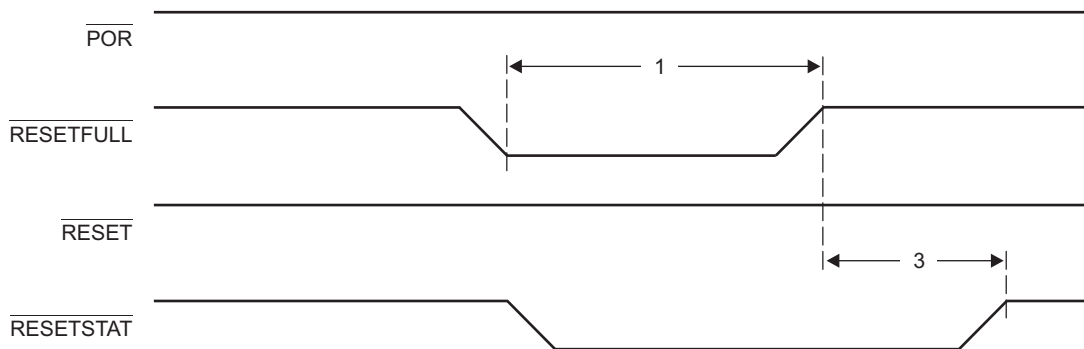 POR
1
RESETFULL
RESET
3
RESETSTAT